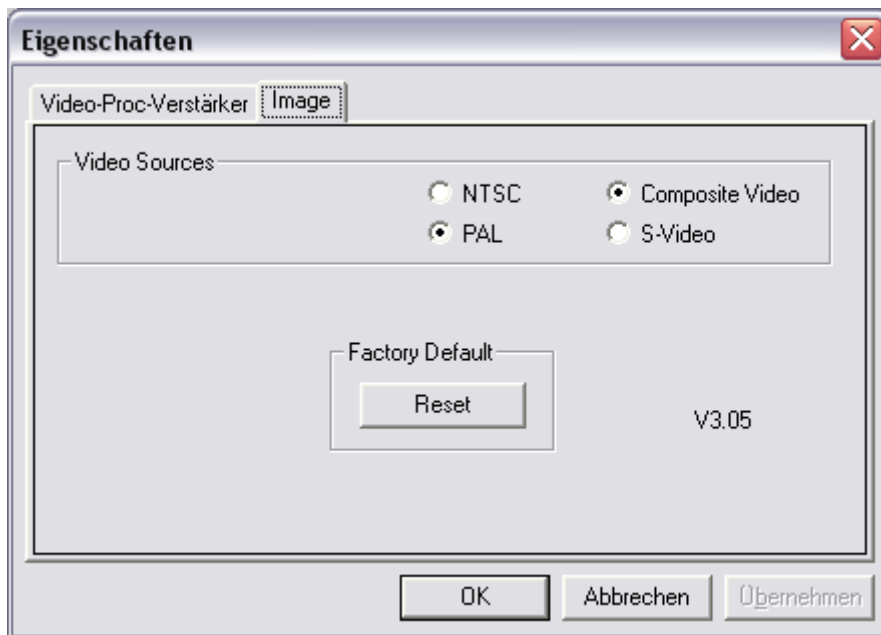 Eigenschaften
Video-Proc-Verstärker Image
Video Sources
NTSC Composite Video
PAL S-Video
Factory Default
Reset
V3.05
OK Abbrechen Übernehmen